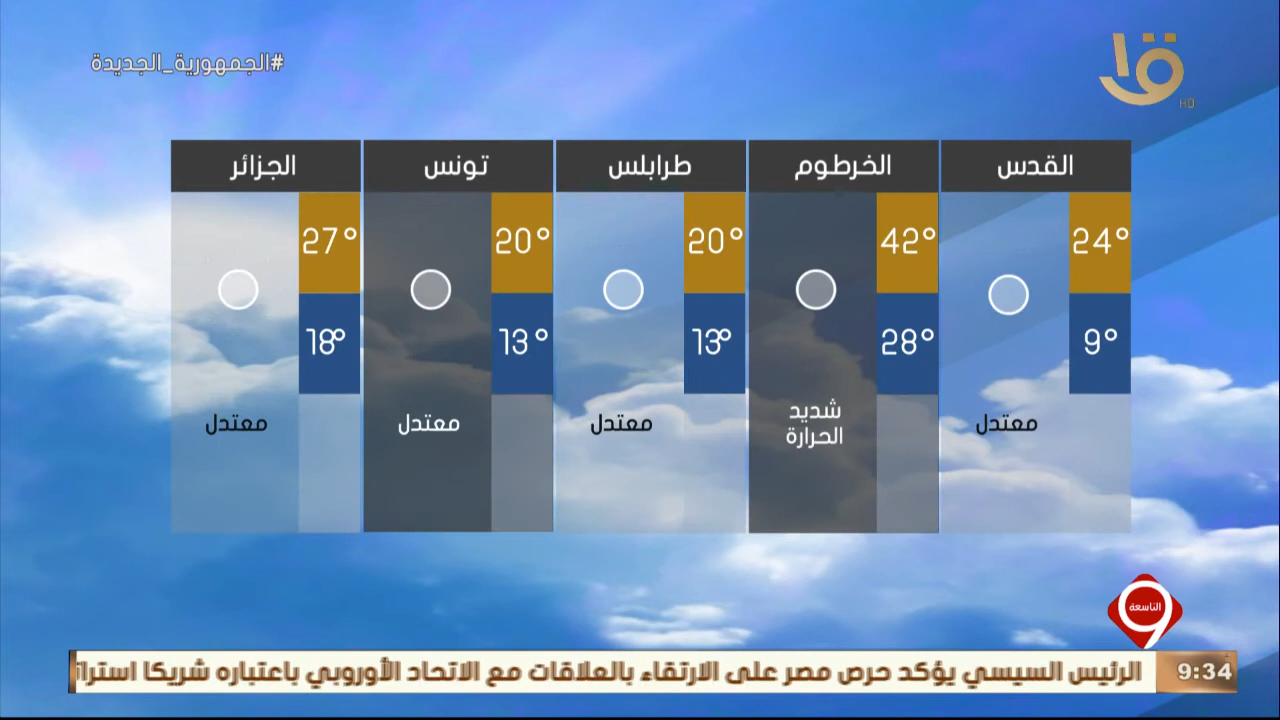 #الجمهورية_الجديدة
HD
القدس
24°
9°
معتدل
الخرطوم
42°
28°
شديد
الحرارة
طرابلس
20°
13°
معتدل
تونس
20°
13°
معتدل
الجزائر
27°
18°
معتدل
التاسعة
9
9:34
الرئيس السيسي يؤكد حرص مصر على الارتقاء بالعلاقات مع الاتحاد الأوروبي باعتباره شريكا